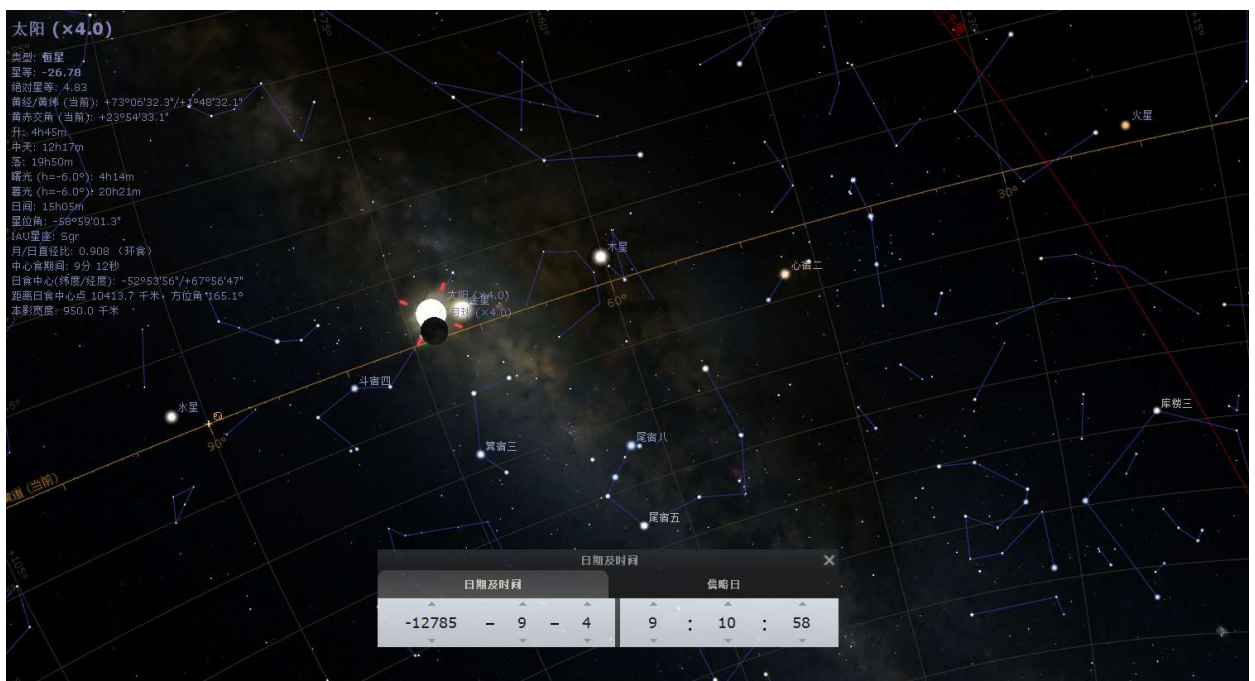 太阳 (×4.0)
类型: 恒星
星等: -26.78
绝对星等: 4.83
黄经/黄纬 (当前): +73°06'32.3"/+1°48'32.1"
黄赤交角 (当前): +23°54'33.1"
升: 4h45m
中天: 12h17m
落: 19h50m
曙光 (h=-6.0°): 4h14m
暮光 (h=-6.0°): 20h21m
日间: 15h05m
星位角: -58°59'01.3"
IAU星座: Sgr
月/日直径比: 0.908 （环食）
中心食期间: 9分 12秒
日食中心(纬度/经度): -52°53'56"/+67°56'47"
距离日食中心点 10413.7 千米，方位角 165.1°
本影宽度: 950.0 千米
+75°
+60°
+45°
+30°
+15°
火星
30°
木星
心宿二
60°
太阳 (×4.0)
金星
月球 (×4.0)
斗宿四
水星
90°
箕宿三
尾宿八
库楼三
尾宿五
黄道 (当前)
+105°
日期及时间
日期及时间
儒略日
-12785 - 9 - 4 9 : 10 : 58